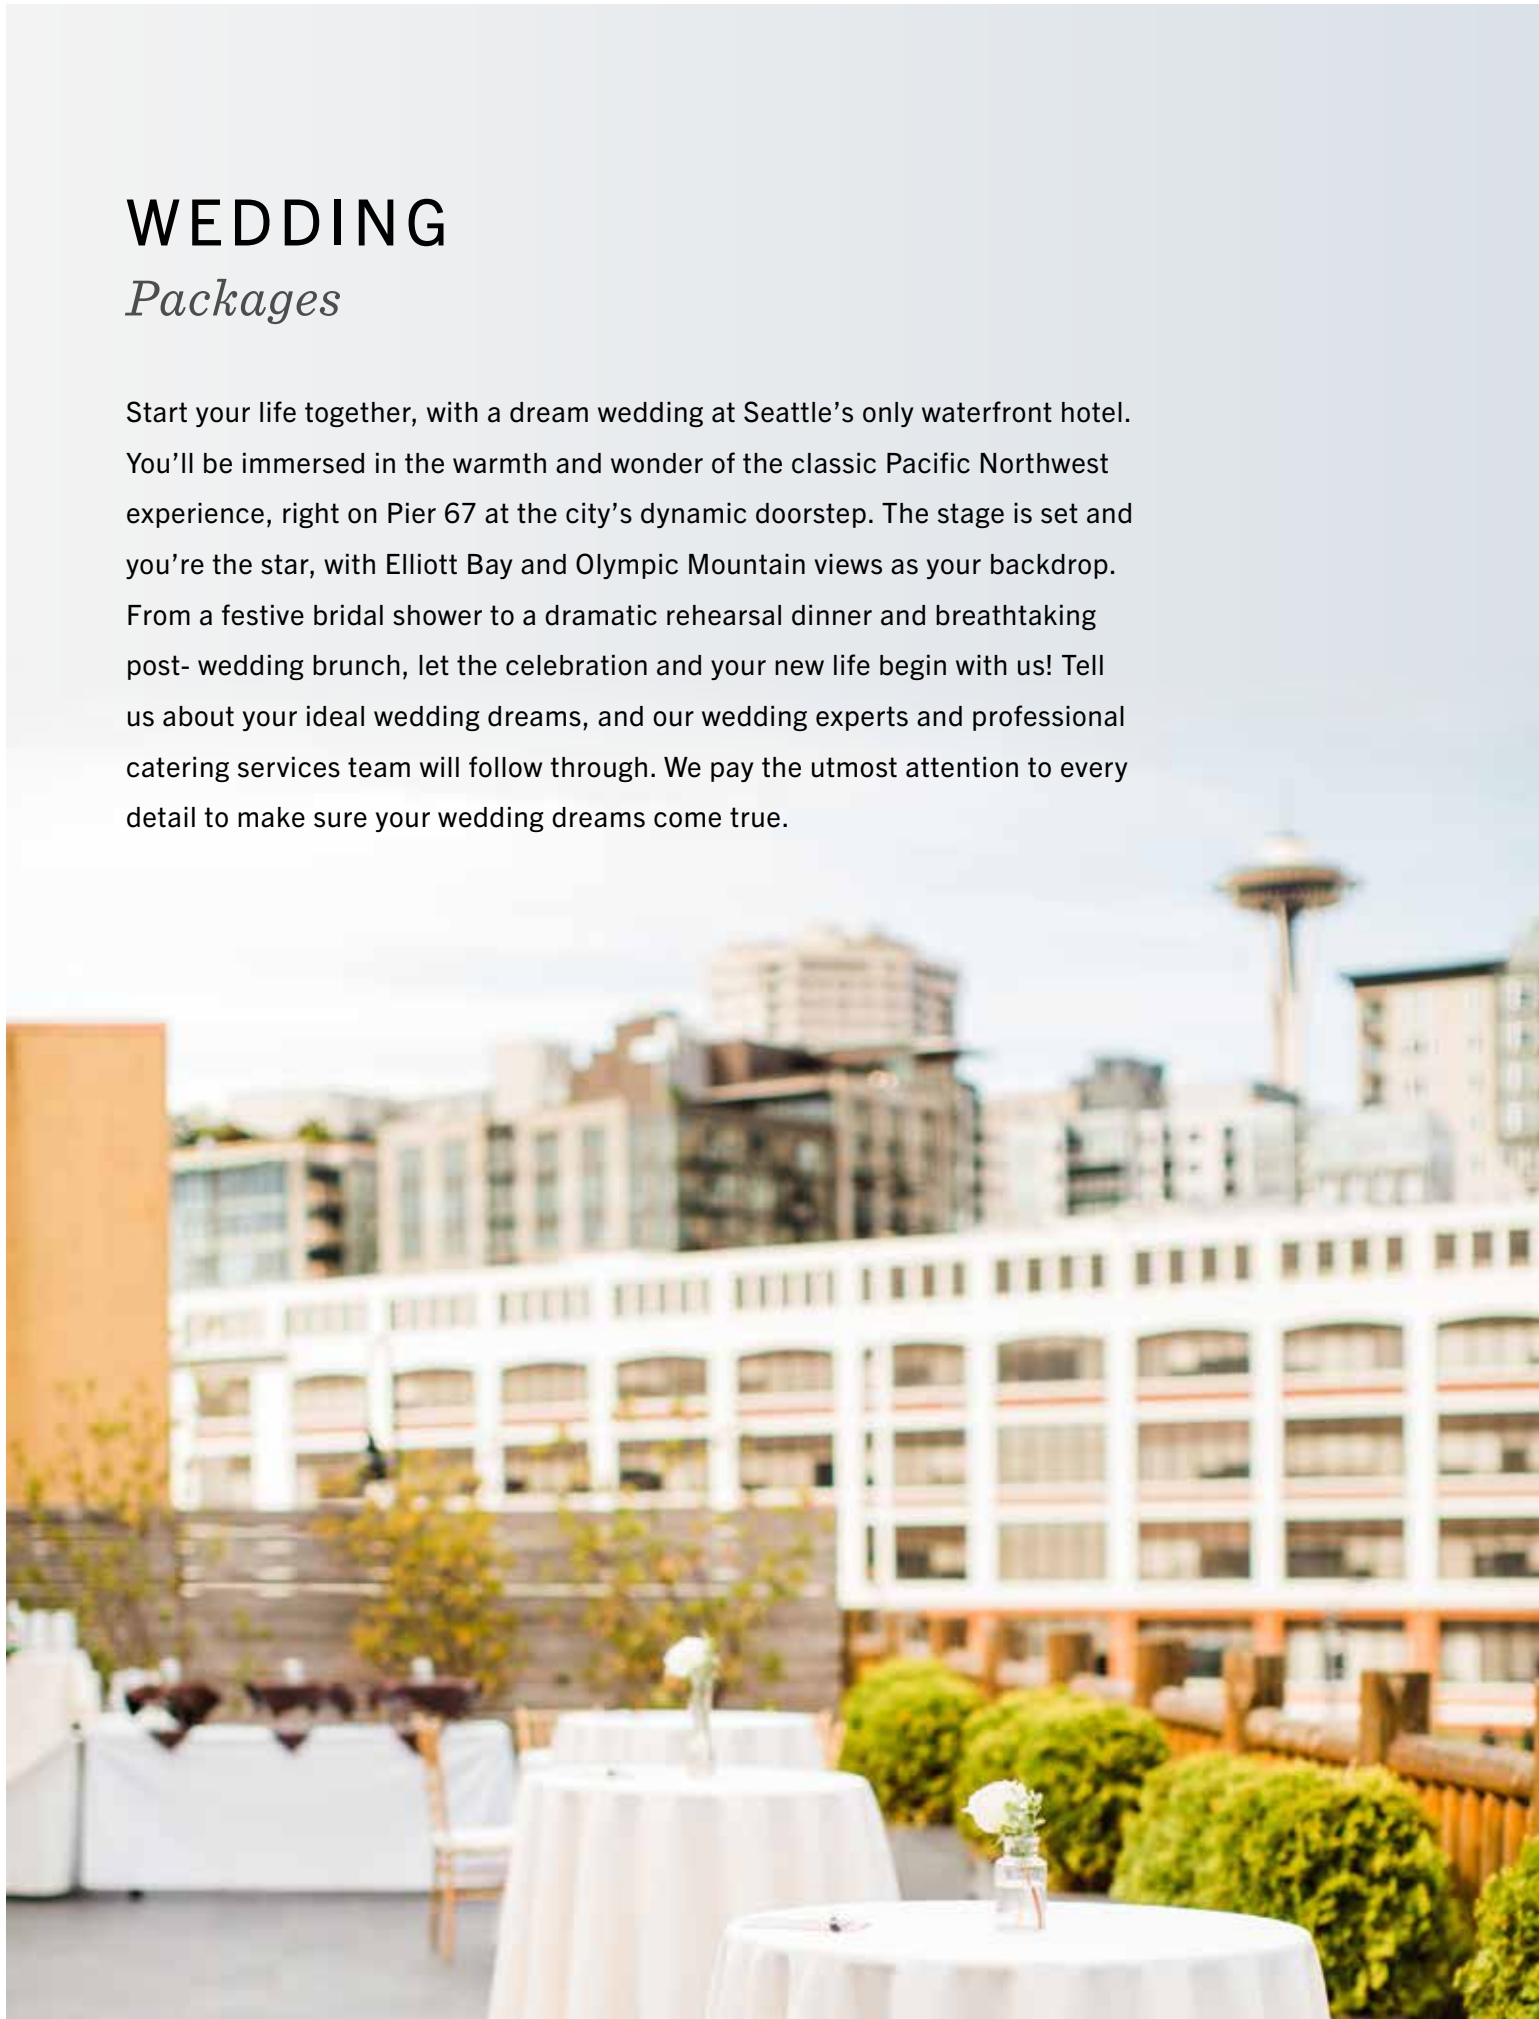 WEDDING
Packages
Start your life together, with a dream wedding at Seattle’s only waterfront hotel.
You’ll be immersed in the warmth and wonder of the classic Pacific Northwest
experience, right on Pier 67 at the city’s dynamic doorstep. The stage is set and
you’re the star, with Elliott Bay and Olympic Mountain views as your backdrop.
From a festive bridal shower to a dramatic rehearsal dinner and breathtaking
post- wedding brunch, let the celebration and your new life begin with us! Tell
us about your ideal wedding dreams, and our wedding experts and professional
catering services team will follow through. We pay the utmost attention to every
detail to make sure your wedding dreams come true.